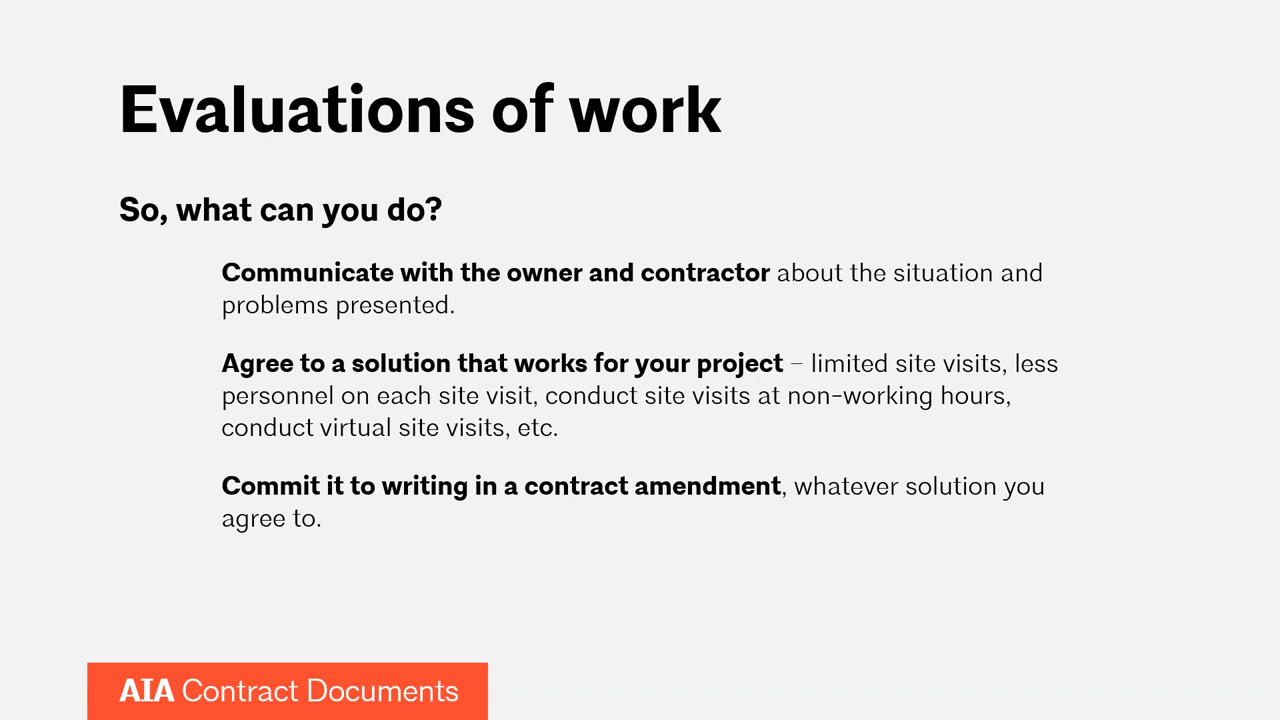 Evaluations of work
So, what can you do?
Communicate with the owner and contractor about the situation and
problems presented.
Agree to a solution that works for your project – limited site visits, less
personnel on each site visit, conduct site visits at non-working hours,
conduct virtual site visits, etc.
Commit it to writing in a contract amendment, whatever solution you
agree to.
AIA Contract Documents